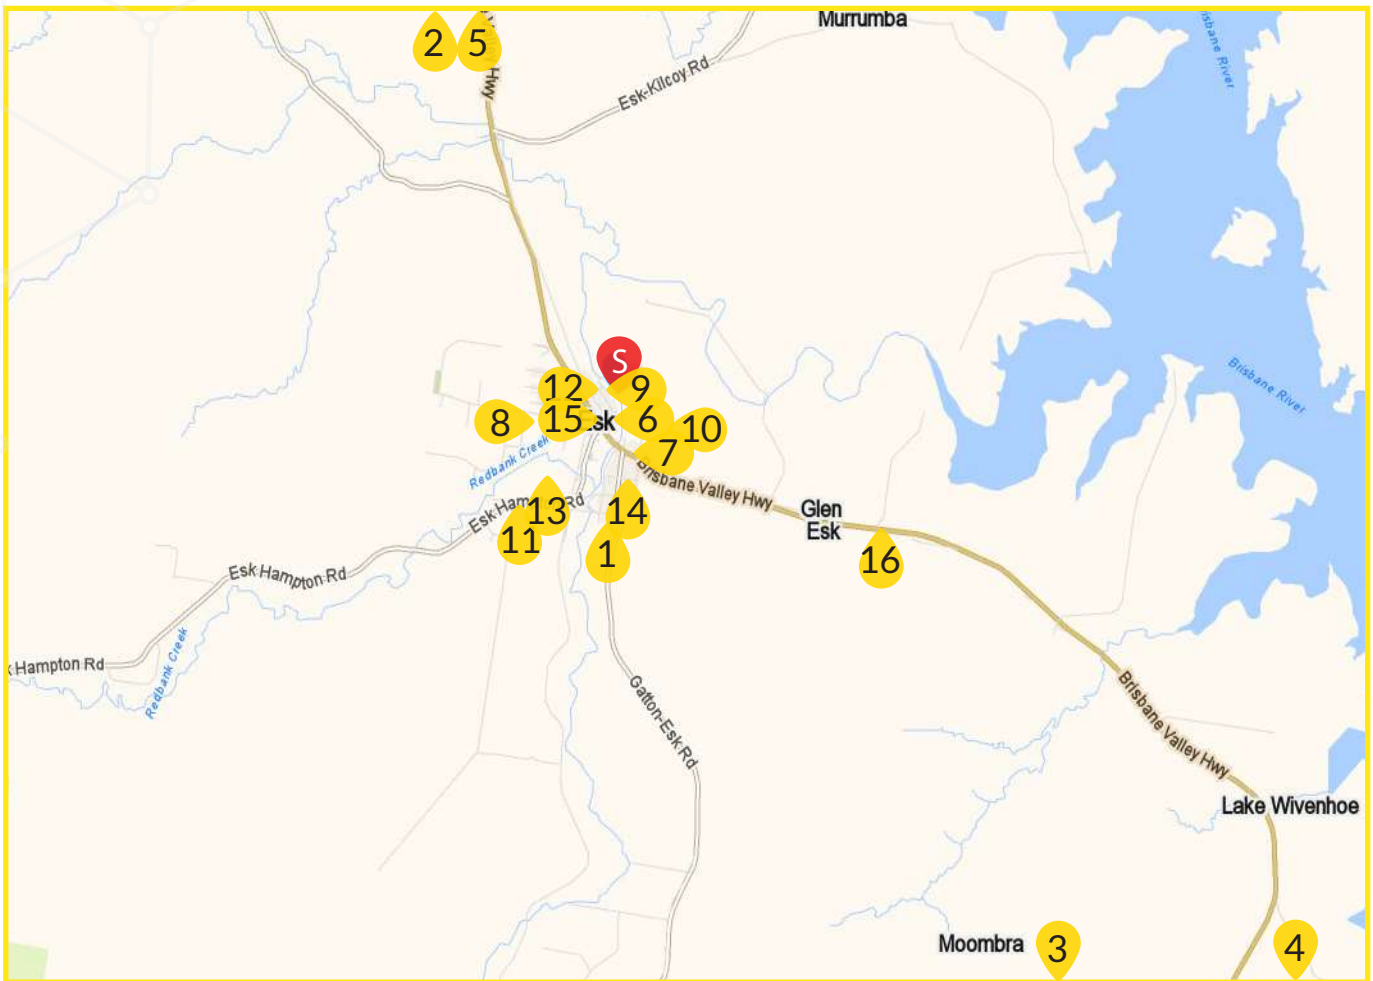 Murrumba
Brisbane River
2
5
Hwy
Esk-Kilcoy Rd
S
12
9
Brisbane River
8
15
Esk
6
10
7
Redbank Creek
Brisbane Valley Hwy
Esk Ham
Rd
13
14
Glen
Esk
11
1
16
Esk Hampton Rd
Hampton Rd
Redbank Creek
Gatton-Esk Rd
Brisbane Valley Hwy
Lake Wivenhoe
Moombra
3
4